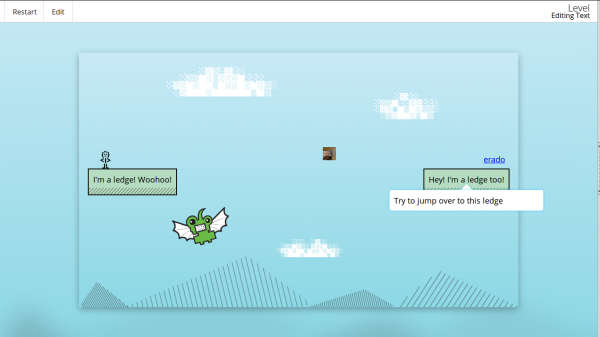 Restart
Edit
Level
Editing Text
erado
I'm a ledge! Woohoo!
Hey! I'm a ledge too!
Try to jump over to this ledge